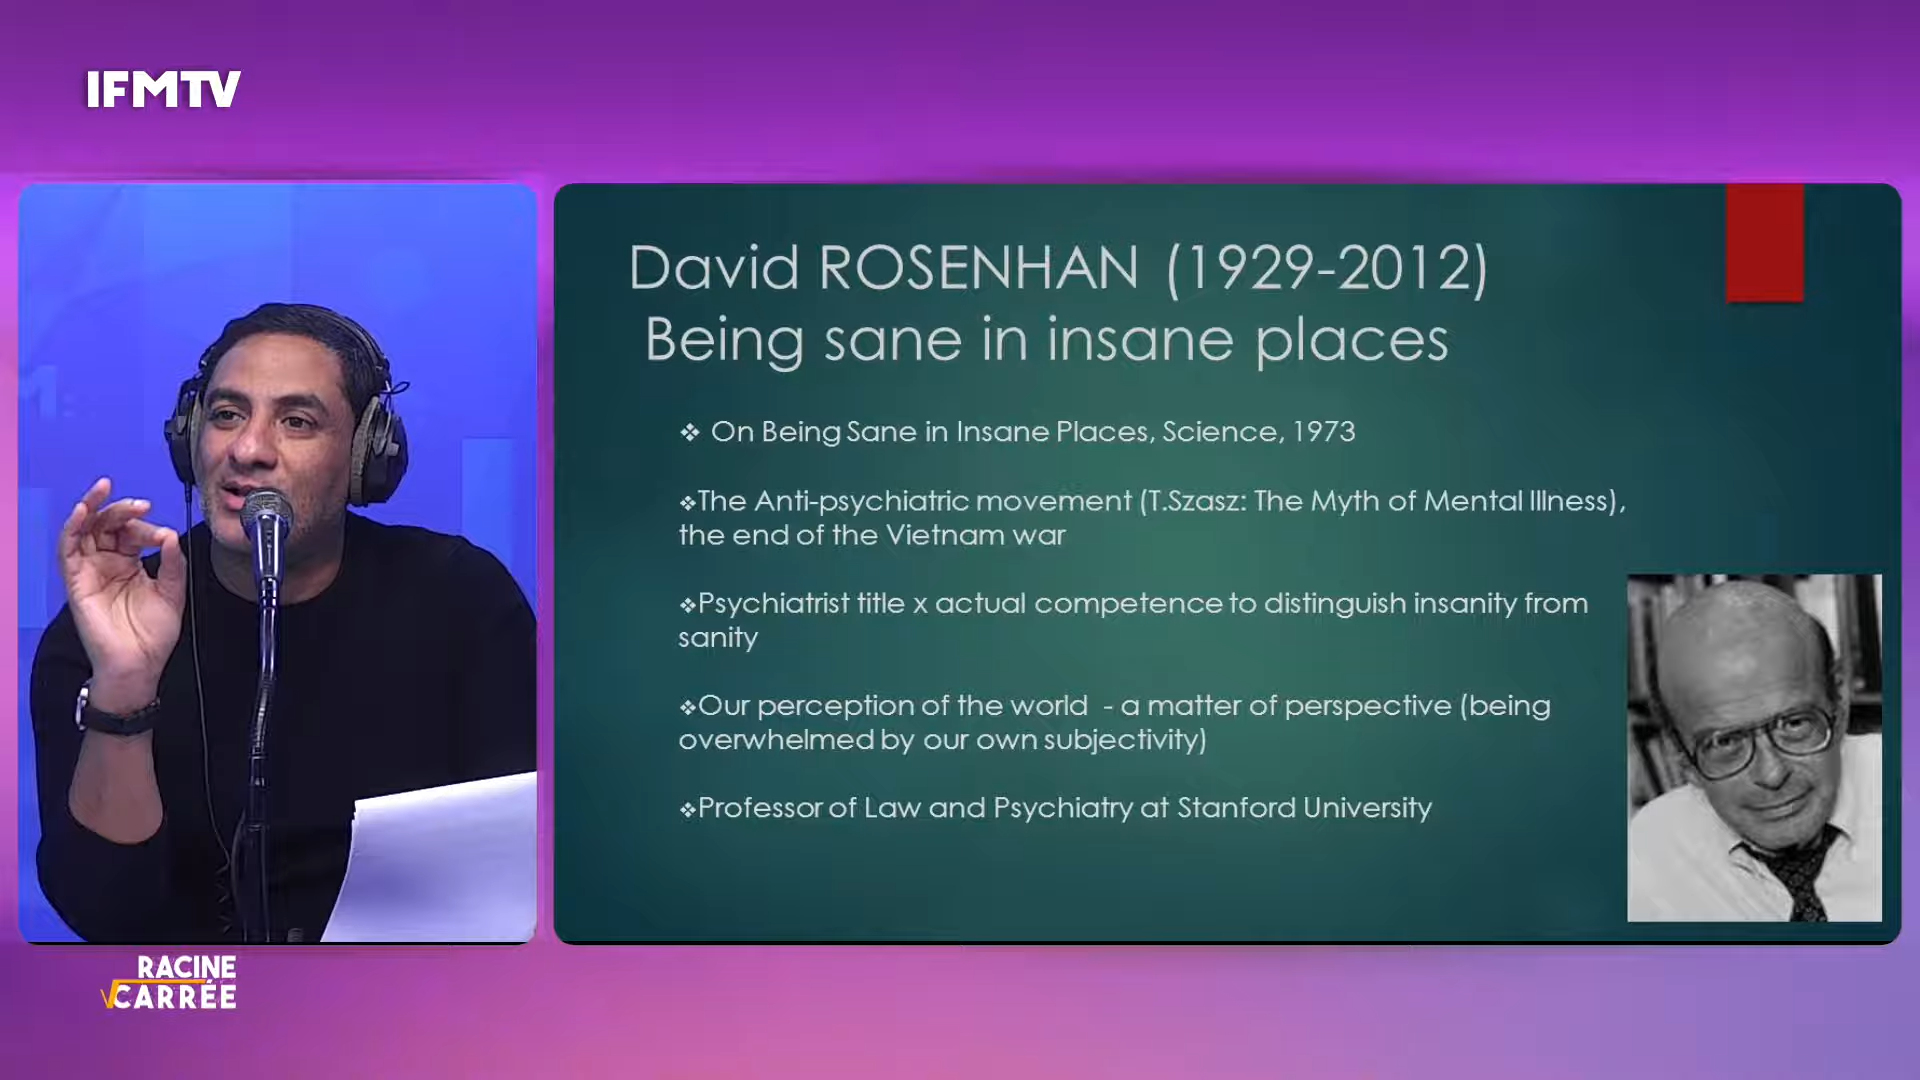 IFMTV
David ROSENHAN (1929-2012)
Being sane in insane places
❖ On Being Sane in Insane Places, Science, 1973
❖The Anti-psychiatric movement (T.Szasz: The Myth of Mental Illness),
the end of the Vietnam war
❖Psychiatrist title x actual competence to distinguish insanity from
sanity
❖Our perception of the world - a matter of perspective (being
overwhelmed by our own subjectivity)
❖Professor of Law and Psychiatry at Stanford University
RACINE
CARRÉE